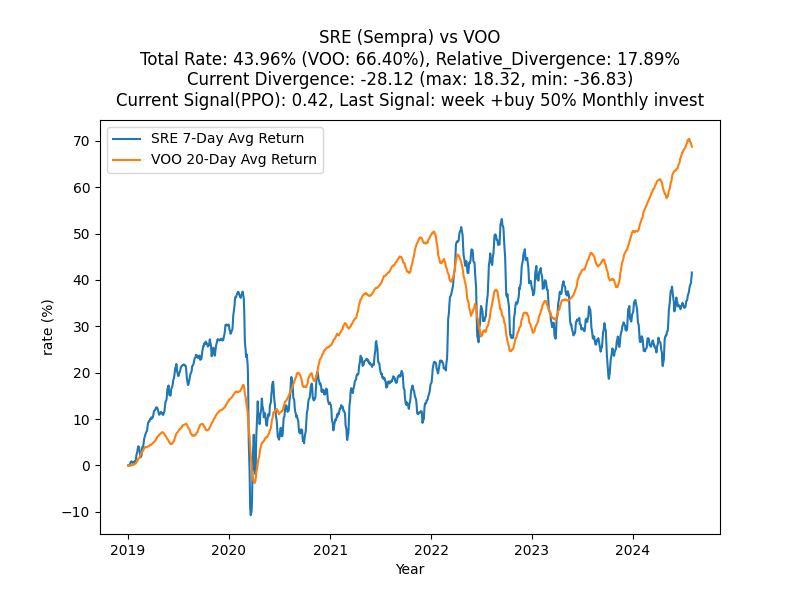 SRE (Sempra) vs VOO
Total Rate: 43.96% (VOO: 66.40%), Relative_Divergence: 17.89%
Current Divergence: -28.12 (max: 18.32, min: -36.83)
Current Signal(PPO): 0.42, Last Signal: week +buy 50% Monthly invest
SRE 7-Day Avg Return
VOO 20-Day Avg Return
70
60
50
40
30
20
10
0
−10
rate (%)
2019
2020
2021
2022
2023
2024
Year